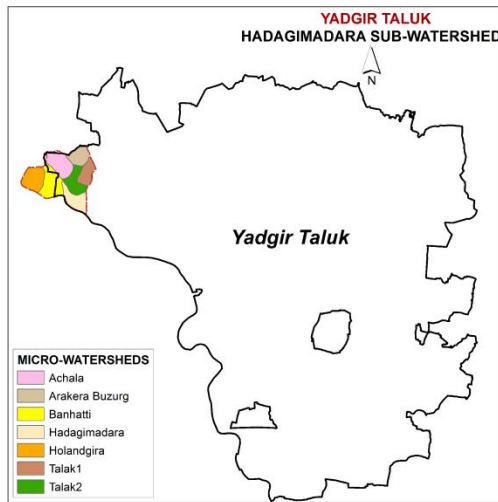 YADGIR TALUK
HADAGIMADARA SUB-WATERSHED
N
Yadgir Taluk
MICRO-WATERSHEDS
Achala
Arakera Buzurg
Banhatti
Hadagimadara
Holandgira
Talak1
Talak2